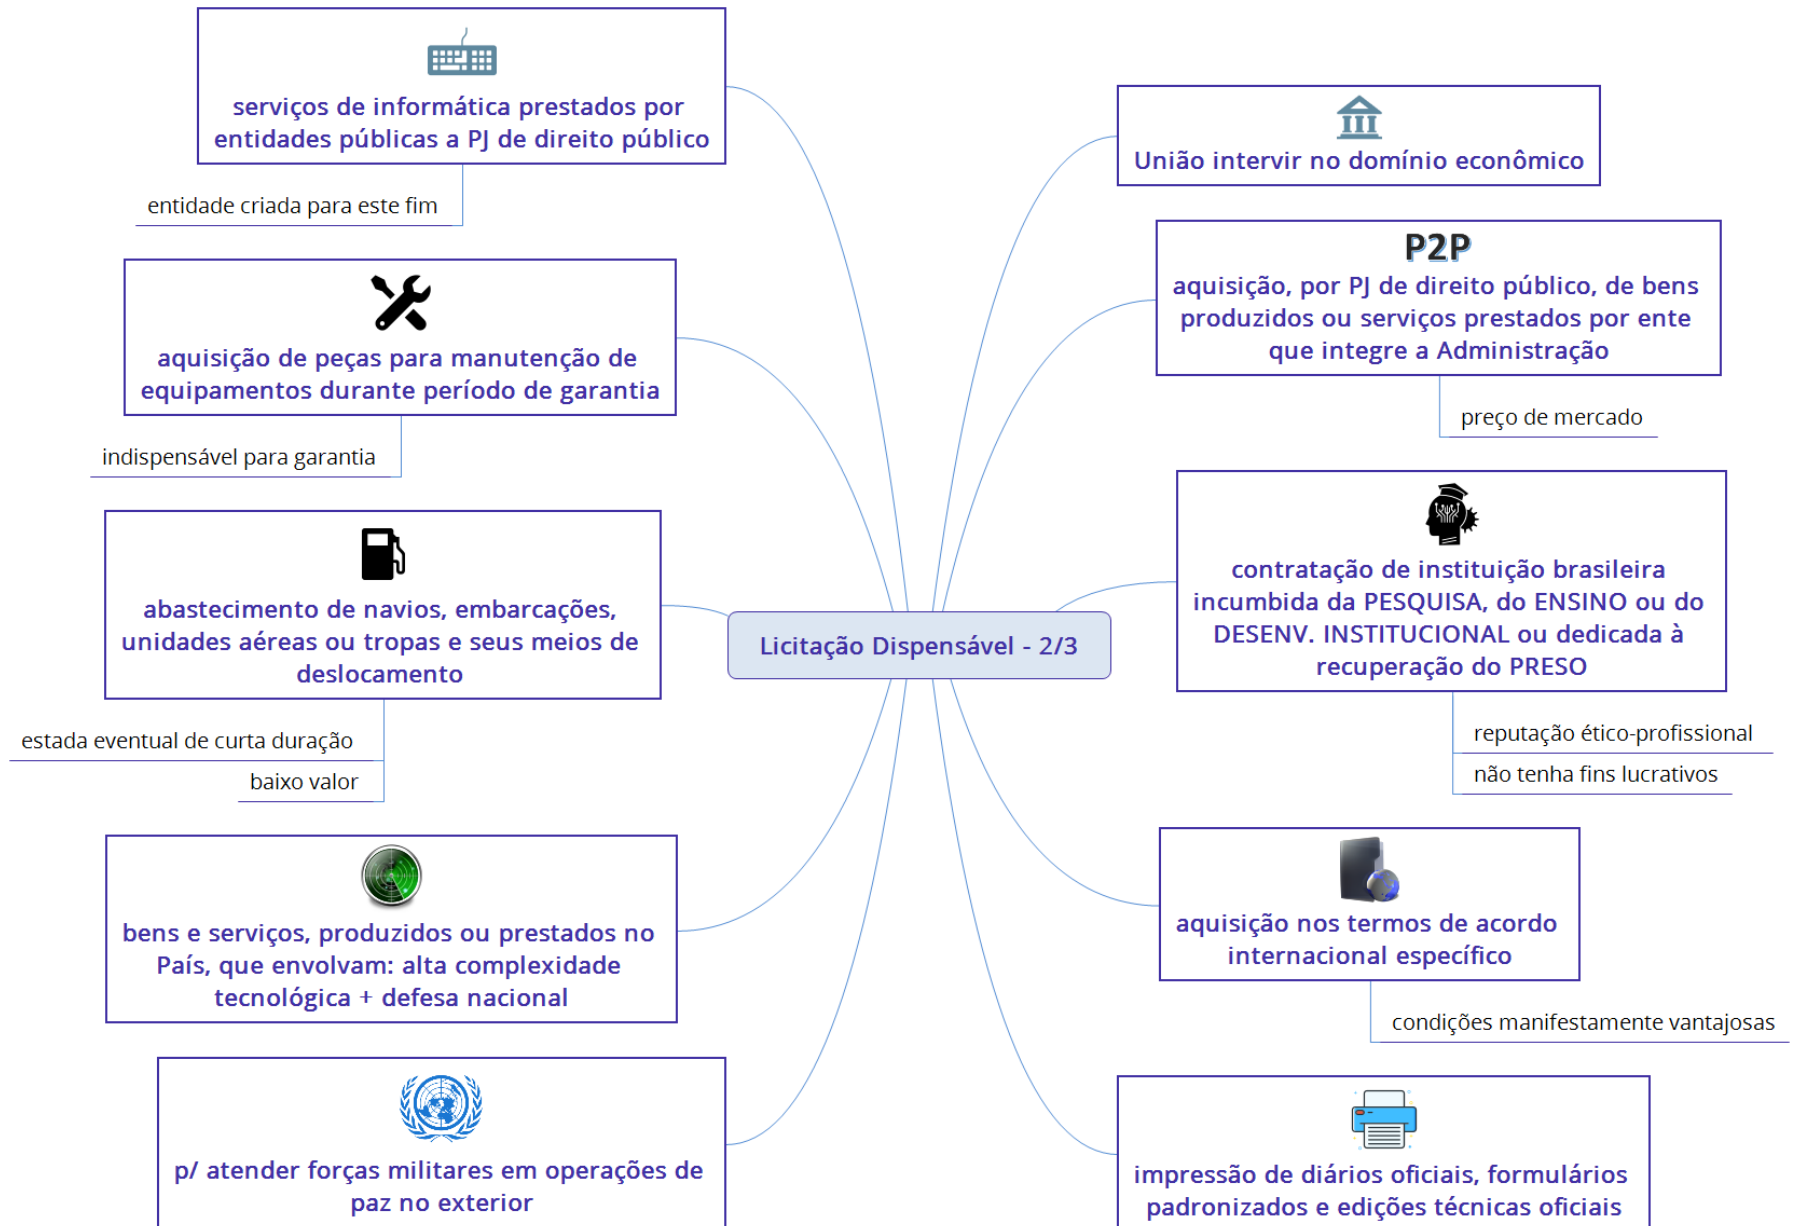 serviços de informática prestados por
entidades públicas a PJ de direito público
entidade criada para este fim
aquisição de peças para manutenção de
equipamentos durante período de garantia
indispensável para garantia
abastecimento de navios, embarcações,
unidades aéreas ou tropas e seus meios de
deslocamento
estada eventual de curta duração
baixo valor
bens e serviços, produzidos ou prestados no
País, que envolvam: alta complexidade
tecnológica + defesa nacional
p/ atender forças militares em operações de
paz no exterior
Licitação Dispensável - 2/3
União intervir no domínio econômico
P2P
aquisição, por PJ de direito público, de bens
produzidos ou serviços prestados por ente
que integre a Administração
preço de mercado
contratação de instituição brasileira
incumbida da PESQUISA, do ENSINO ou do
DESENV. INSTITUCIONAL ou dedicada à
recuperação do PRESO
reputação ético-profissional
não tenha fins lucrativos
aquisição nos termos de acordo
internacional específico
condições manifestamente vantajosas
impressão de diários oficiais, formulários
padronizados e edições técnicas oficiais